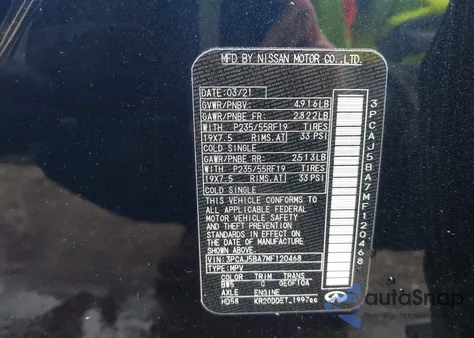 MFD BY NISSAN MOTOR CO., LTD.
DATE: 03/21
GVWR/PNBV: 4916LB
GAWR/PNBE FR: 2822LB
WITH P235/55RF19 TIRES
19X7.5 RIMS.AT 33 PSI
COLD SINGLE
GAWR/PNBE RR: 2513LB
WITH P235/55RF19 TIRES
19X7.5 RIMS.AT 33 PSI
COLD SINGLE
THIS VEHICLE CONFORMS TO
ALL APPLICABLE FEDERAL
MOTOR VEHICLE SAFETY
AND THEFT PREVENTION
STANDARDS IN EFFECT ON THE
DATE OF MANUFACTURE
SHOWN ABOVE.
VIN:3PCAJ5BA7MF120468
TYPE:MPV
COLOR TRIM TRANS
BW5 C GE0F10A
AXLE ENGINE
HD58 KR20DDET 1997cc
3PCAJ5BA7MF120468
autoSnap